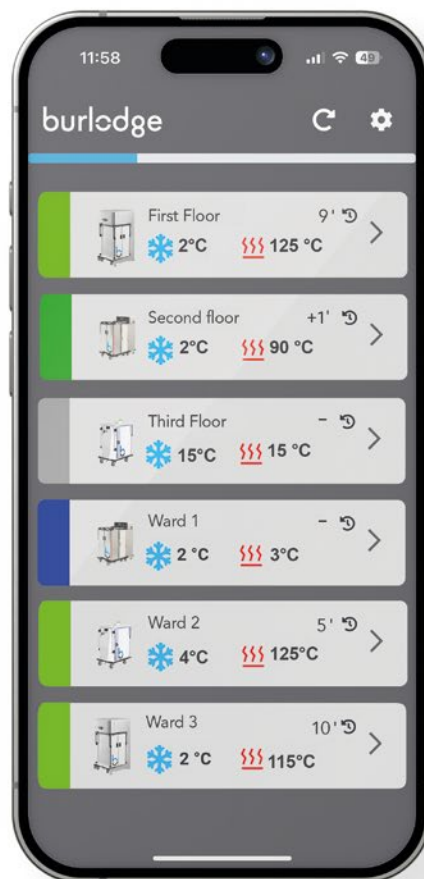 11:58
49
burlodge
First Floor 9'
2°C 125 °C
Second floor +1'
2°C 90 °C
Third Floor –
15°C 15 °C
Ward 1 –
2 °C 3°C
Ward 2 5'
4°C 125°C
Ward 3 10'
2 °C 115°C